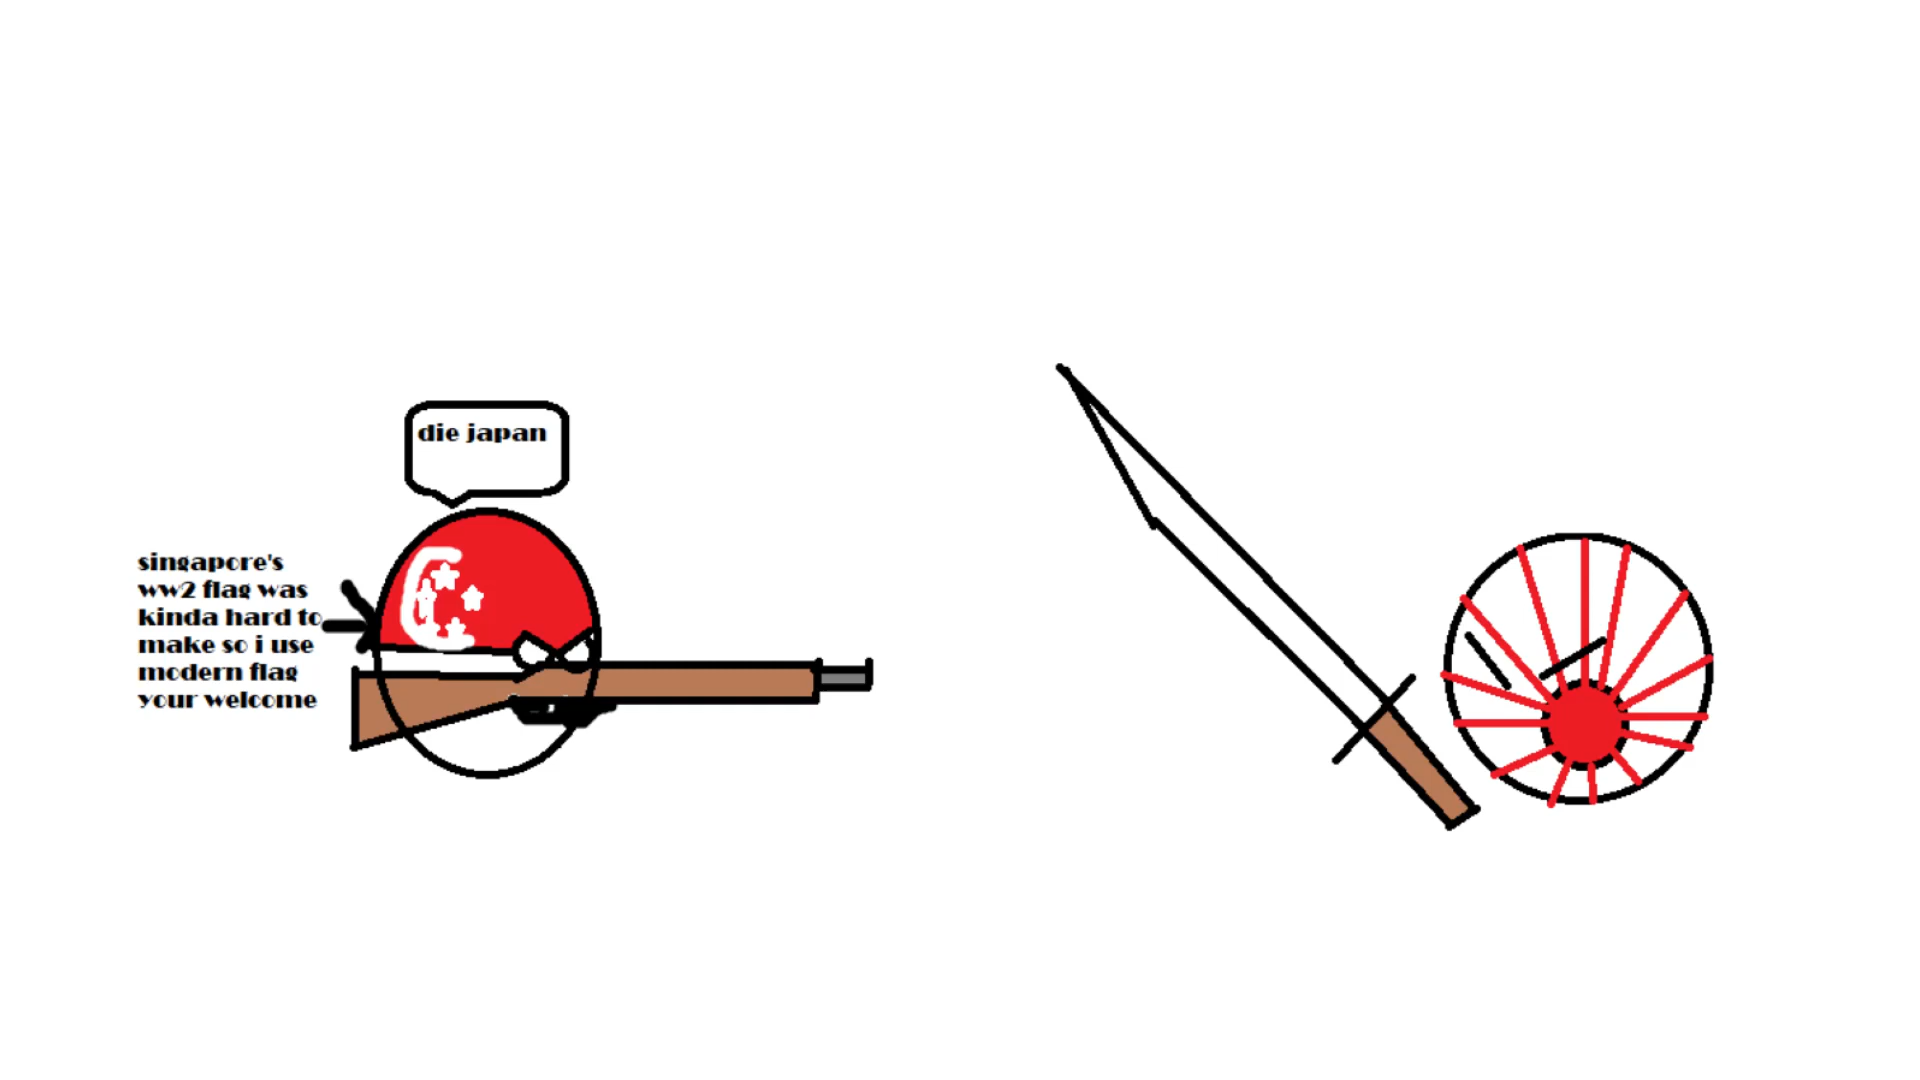 die japan
singapore's
ww2 flag was
kinda hard to
make so i use
modern flag
your welcome